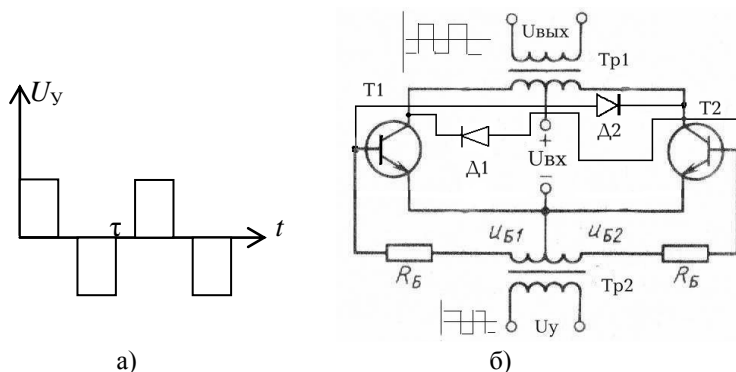 Uу
τ
t
а)
Uвых
Тр1
Т1
Т2
Д2
+
Д1
Uвх
−
uБ1
uБ2
RБ
RБ
Тр2
Uу
б)